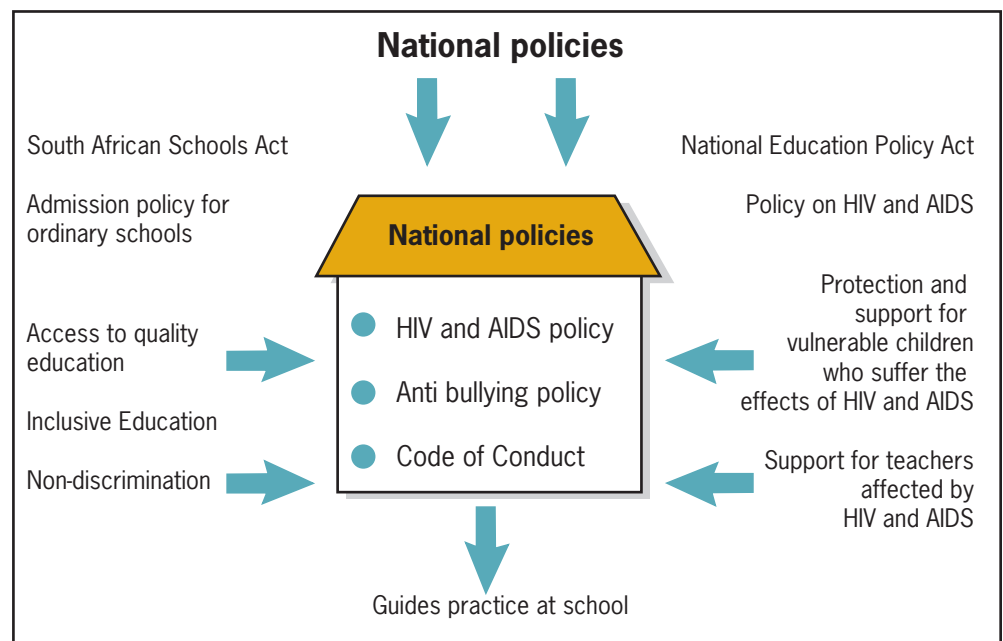 National policies
South African Schools Act
Admission policy for
ordinary schools
National Education Policy Act
Policy on HIV and AIDS
National policies
HIV and AIDS policy
Anti bullying policy
Code of Conduct
Access to quality
education
Inclusive Education
Non-discrimination
Protection and
support for
vulnerable children
who suffer the
effects of HIV and AIDS
Support for teachers
affected by
HIV and AIDS
Guides practice at school